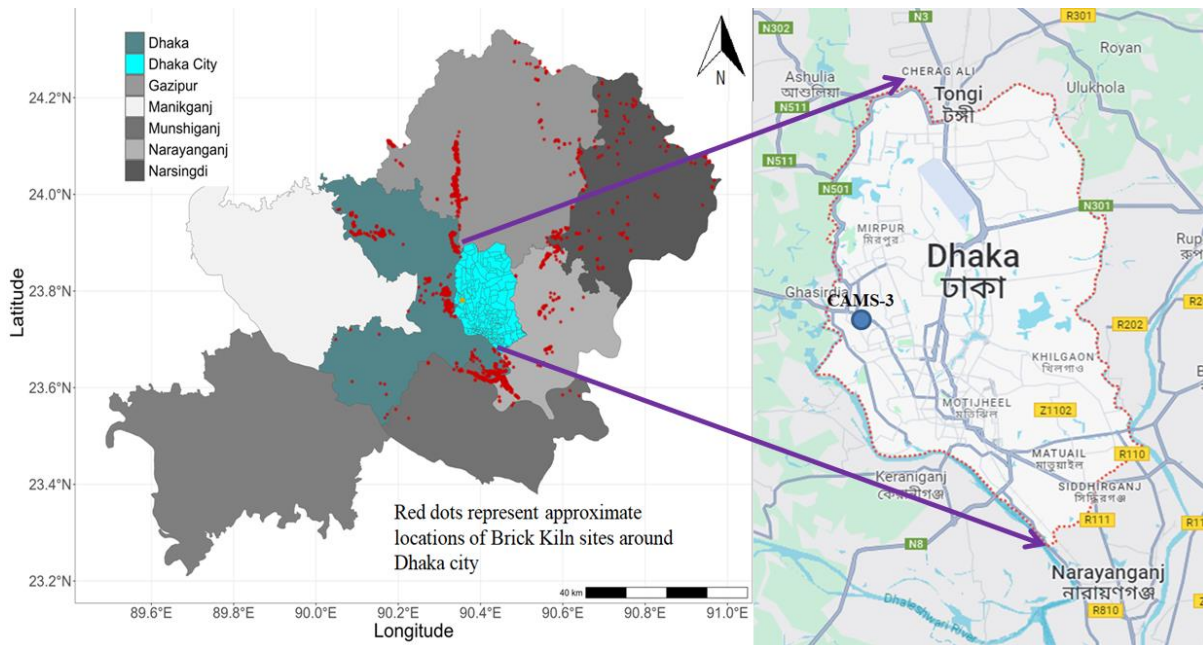 Dhaka
Dhaka City
Gazipur
Manikganj
Munshiganj
Narayanganj
Narsingdi
N
24.2°N
24.0°N
23.8°N
23.6°N
23.4°N
23.2°N
Latitude
89.6°E
89.8°E
90.0°E
90.2°E
90.4°E
90.6°E
90.8°E
91.0°E
Longitude
Red dots represent approximate
locations of Brick Kiln sites around
Dhaka city
40 km
N302
N3
R301
Royan
Ashulia
আশুলিয়া
CHERAG ALI
Tongi
টঙ্গী
Ulukhola
N511
N511
N501
N301
MIRPUR
মিরপুর
Dhaka
ঢাকা
Ghasirdia
CAMS-3
R202
KHILGAON
খিলগাও
MOTIJHEEL
মতিঝিল
Z1102
MATUAIL
মাতুয়াইল
R110
Keraniganj
কেরানীগঞ্জ
SIDDHIRGANJ
সিদ্ধিরগঞ্জ
R111
N8
Narayanganj
নারায়ণগঞ্জ
R810
Dhaleshwari River